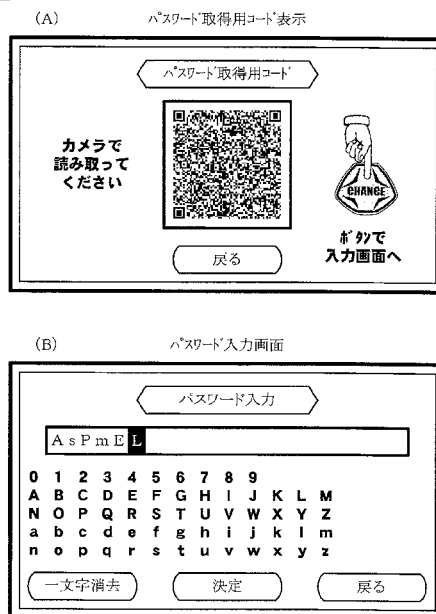 (A) パスワード取得用コード表示
パスワード取得用コード
カメラで
読み取って
ください
CHANGE
ボタンで
入力画面へ
戻る
(B) パスワード入力画面
パスワード入力
AsPmEL
0 1 2 3 4 5 6 7 8 9
A B C D E F G H I J K L M
N O P Q R S T U V W X Y Z
a b c d e f g h i j k l m
n o p q r s t u v w x y z
一文字消去 決定 戻る